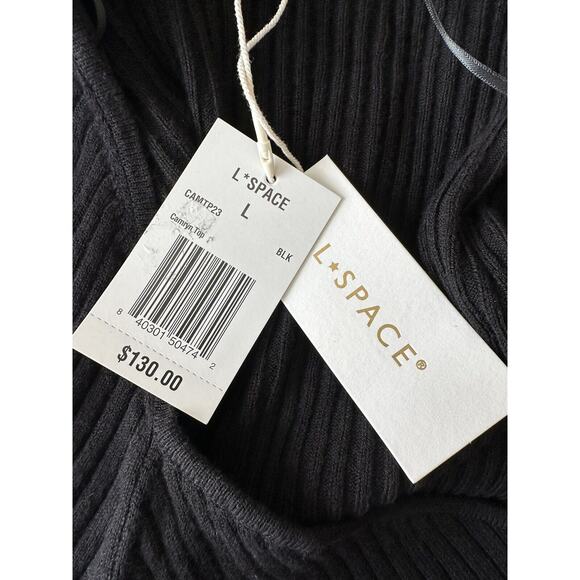 L*SPACE
CAMTP23
L
Camryn Top
BLK
8 40301 50474 2
$130.00
L★SPACE®